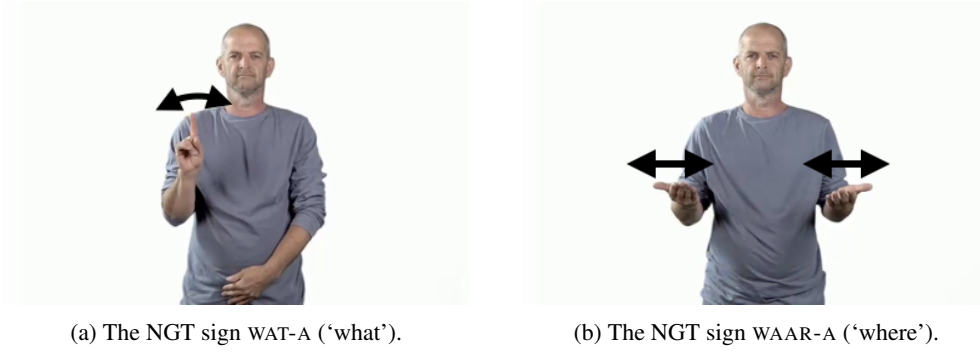 (a) The NGT sign WAT-A (‘what’).
(b) The NGT sign WAAR-A (‘where’).